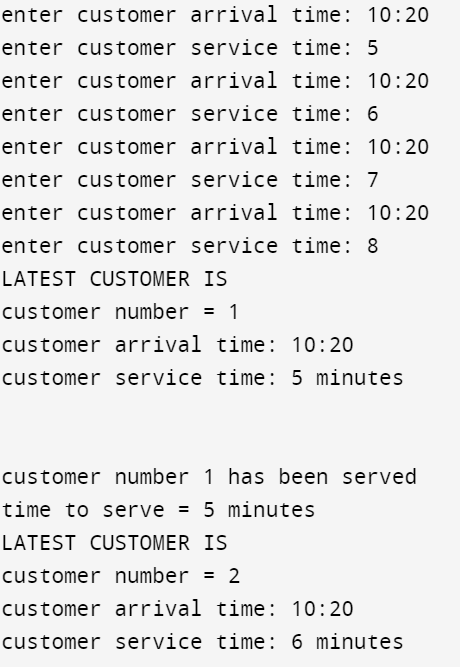 enter customer arrival time: 10:20
enter customer service time: 5
enter customer arrival time: 10:20
enter customer service time: 6
enter customer arrival time: 10:20
enter customer service time: 7
enter customer arrival time: 10:20
enter customer service time: 8
LATEST CUSTOMER IS
customer number = 1
customer arrival time: 10:20
customer service time: 5 minutes
customer number 1 has been served
time to serve = 5 minutes
LATEST CUSTOMER IS
customer number = 2
customer arrival time: 10:20
customer service time: 6 minutes